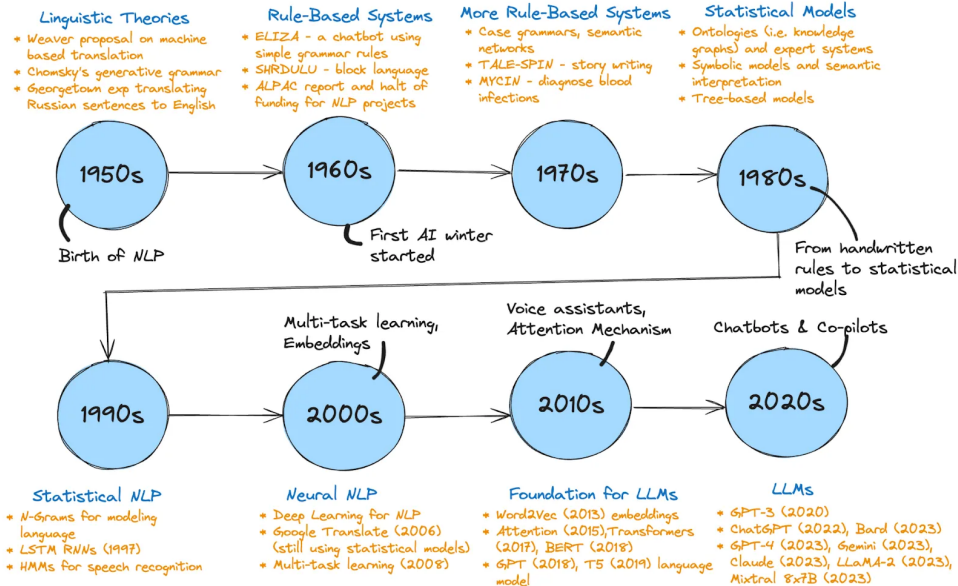 Linguistic Theories
* Weaver proposal on machine
based translation
* Chomsky's generative grammar
* Georgetown exp translating
Russian sentences to English
Rule-Based Systems
* ELIZA - a chatbot using
simple grammar rules
* SHRDULU - block language
* ALPAC report and halt of
funding for NLP projects
More Rule-Based Systems
* Case grammars, semantic
networks
* TALE-SPIN - story writing
* MYCIN - diagnose blood
infections
Statistical Models
* Ontologies (i.e. knowledge
graphs) and expert systems
* Symbolic models and semantic
interpretation
* Tree-based models
1950s
1960s
1970s
1980s
Birth of NLP
First AI winter
started
From handwritten
rules to statistical
models
Multi-task learning,
Embeddings
Voice assistants,
Attention Mechanism
Chatbots & Co-pilots
1990s
2000s
2010s
2020s
Statistical NLP
* N-Grams for modeling
language
* LSTM RNNs (1997)
* HMMs for speech recognition
Neural NLP
* Deep Learning for NLP
* Google Translate (2006)
(still using statistical models)
* Multi-task learning (2008)
Foundation for LLMs
* Word2Vec (2013) embeddings
* Attention (2015),Transformers
(2017), BERT (2018)
* GPT (2018), T5 (2019) language
model
LLMs
* GPT-3 (2020)
* ChatGPT (2022), Bard (2023)
* GPT-4 (2023), Gemini (2023),
Claude (2023), LLaMA-2 (2023),
Mixtral 8x7B (2023)